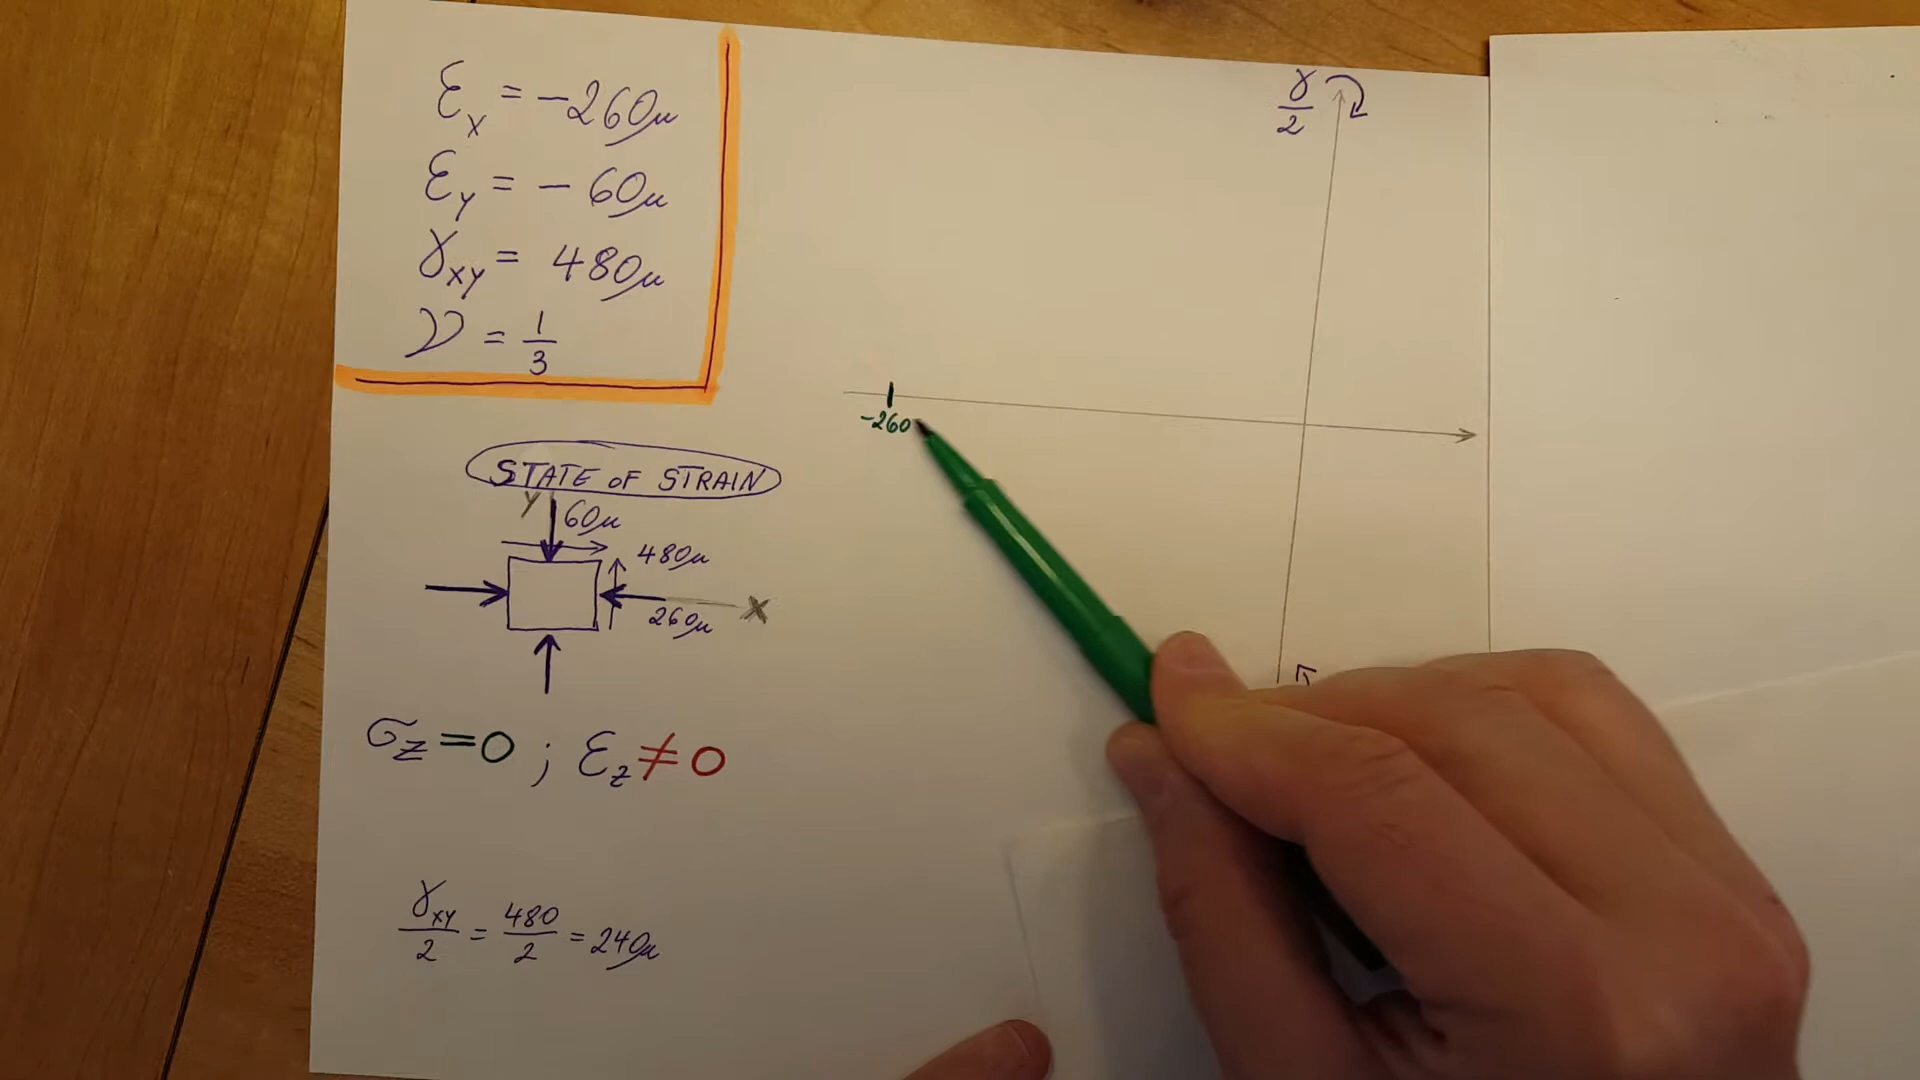 εx = -260μ
εy = - 60μ
γxy = 480μ
ν = 1/3
STATE OF STRAIN
Y
60μ
480μ
260μ
X
σz = 0 ; εz ≠ 0
γxy/2 = 480/2 = 240μ
γ/2
-260